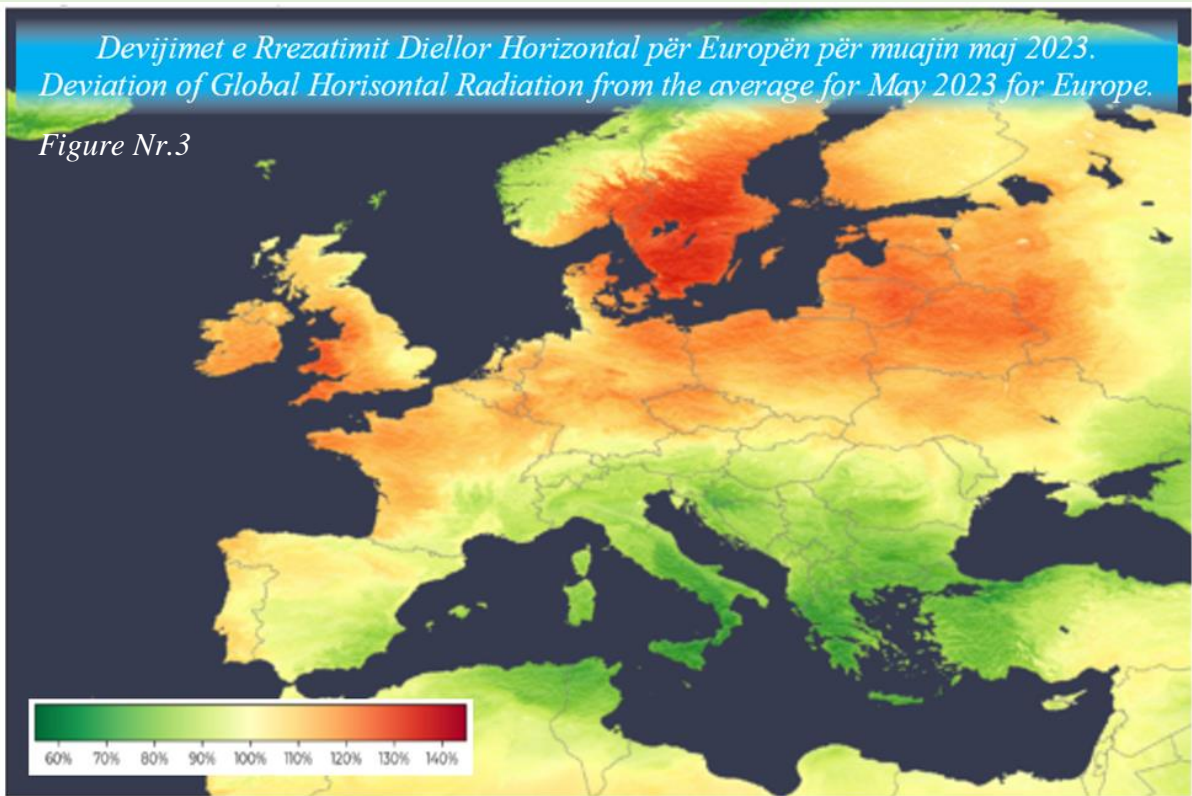 Devijimet e Rrezatimit Diellor Horizontal për Europën për muajin maj 2023.
Deviation of Global Horisontal Radiation from the average for May 2023 for Europe.
Figure Nr.3
60% 70% 80% 90% 100% 110% 120% 130% 140%